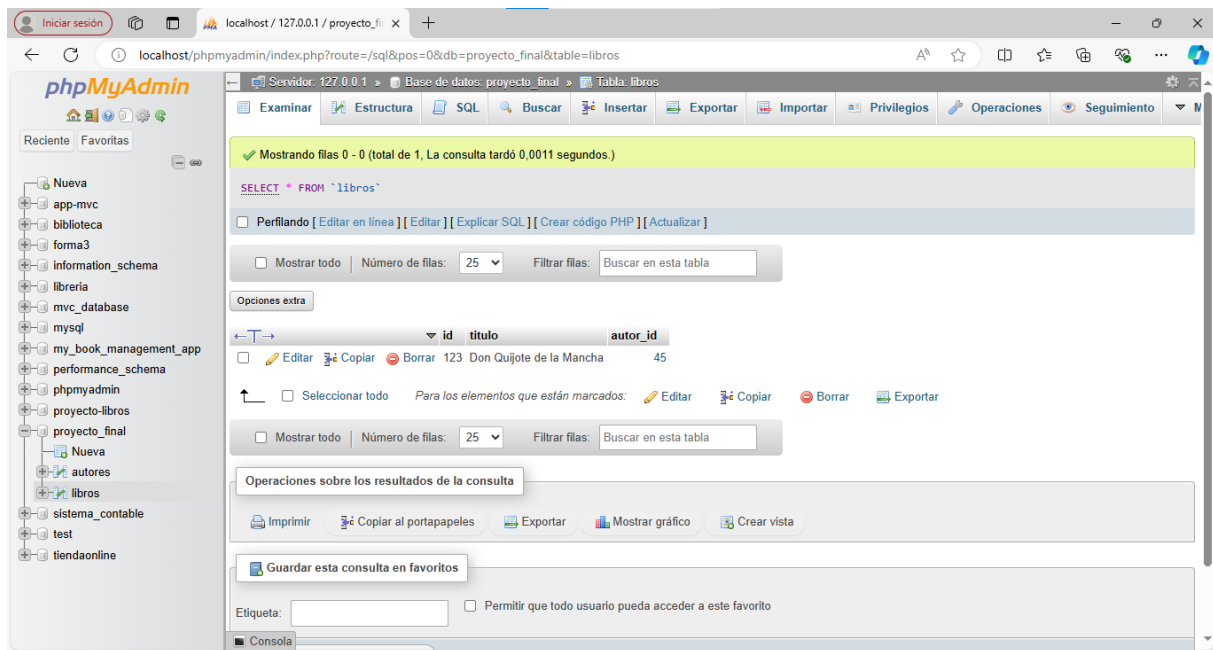 Iniciar sesión
localhost / 127.0.0.1 / proyecto_fi
localhost/phpmyadmin/index.php?route=/sql&pos=0&db=proyecto_final&table=libros
phpMyAdmin
Reciente Favoritas
Nueva
app-mvc
biblioteca
forma3
information_schema
libreria
mvc_database
mysql
my_book_management_app
performance_schema
phpmyadmin
proyecto-libros
proyecto_final
Nueva
autores
libros
sistema_contable
test
tiendaonline
Servidor: 127.0.0.1 » Base de datos: proyecto_final » Tabla: libros
Examinar Estructura SQL Buscar Insertar Exportar Importar Privilegios Operaciones Seguimiento M
Mostrando filas 0 - 0 (total de 1, La consulta tardó 0,0011 segundos.)
SELECT * FROM `libros`
Perfilando [ Editar en línea ] [ Editar ] [ Explicar SQL ] [ Crear código PHP ] [ Actualizar ]
Mostrar todo | Número de filas: 25 Filtrar filas: Buscar en esta tabla
Opciones extra
←T→ id titulo autor_id
Editar Copiar Borrar 123 Don Quijote de la Mancha 45
Seleccionar todo Para los elementos que están marcados: Editar Copiar Borrar Exportar
Mostrar todo | Número de filas: 25 Filtrar filas: Buscar en esta tabla
Operaciones sobre los resultados de la consulta
Imprimir Copiar al portapapeles Exportar Mostrar gráfico Crear vista
Guardar esta consulta en favoritos
Etiqueta: Permitir que todo usuario pueda acceder a este favorito
Consola